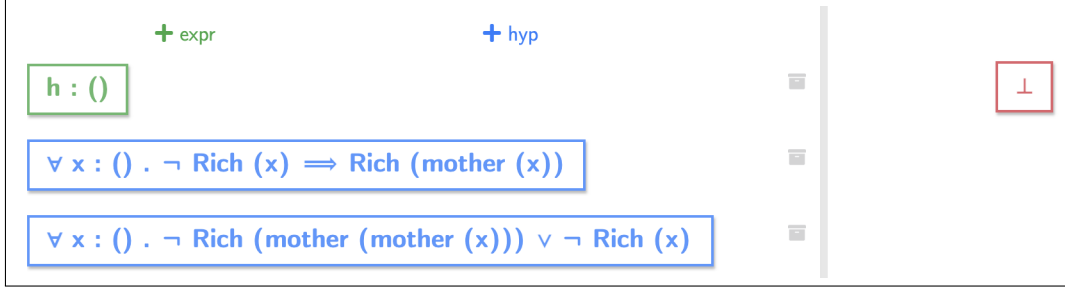 + expr + hyp
h : () ⊥
∀ x : () . ¬ Rich (x) ⟹ Rich (mother (x))
∀ x : () . ¬ Rich (mother (mother (x))) ∨ ¬ Rich (x)